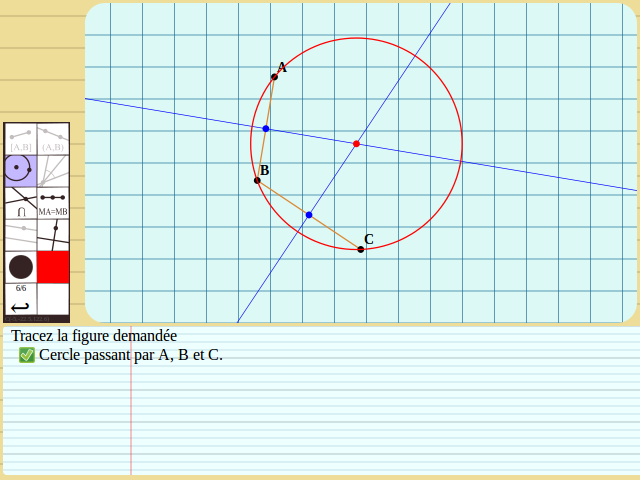 A
B
C
[A,B] (A,B)
MA=MB
6/6
Tracez la figure demandée
Cercle passant par A, B et C.